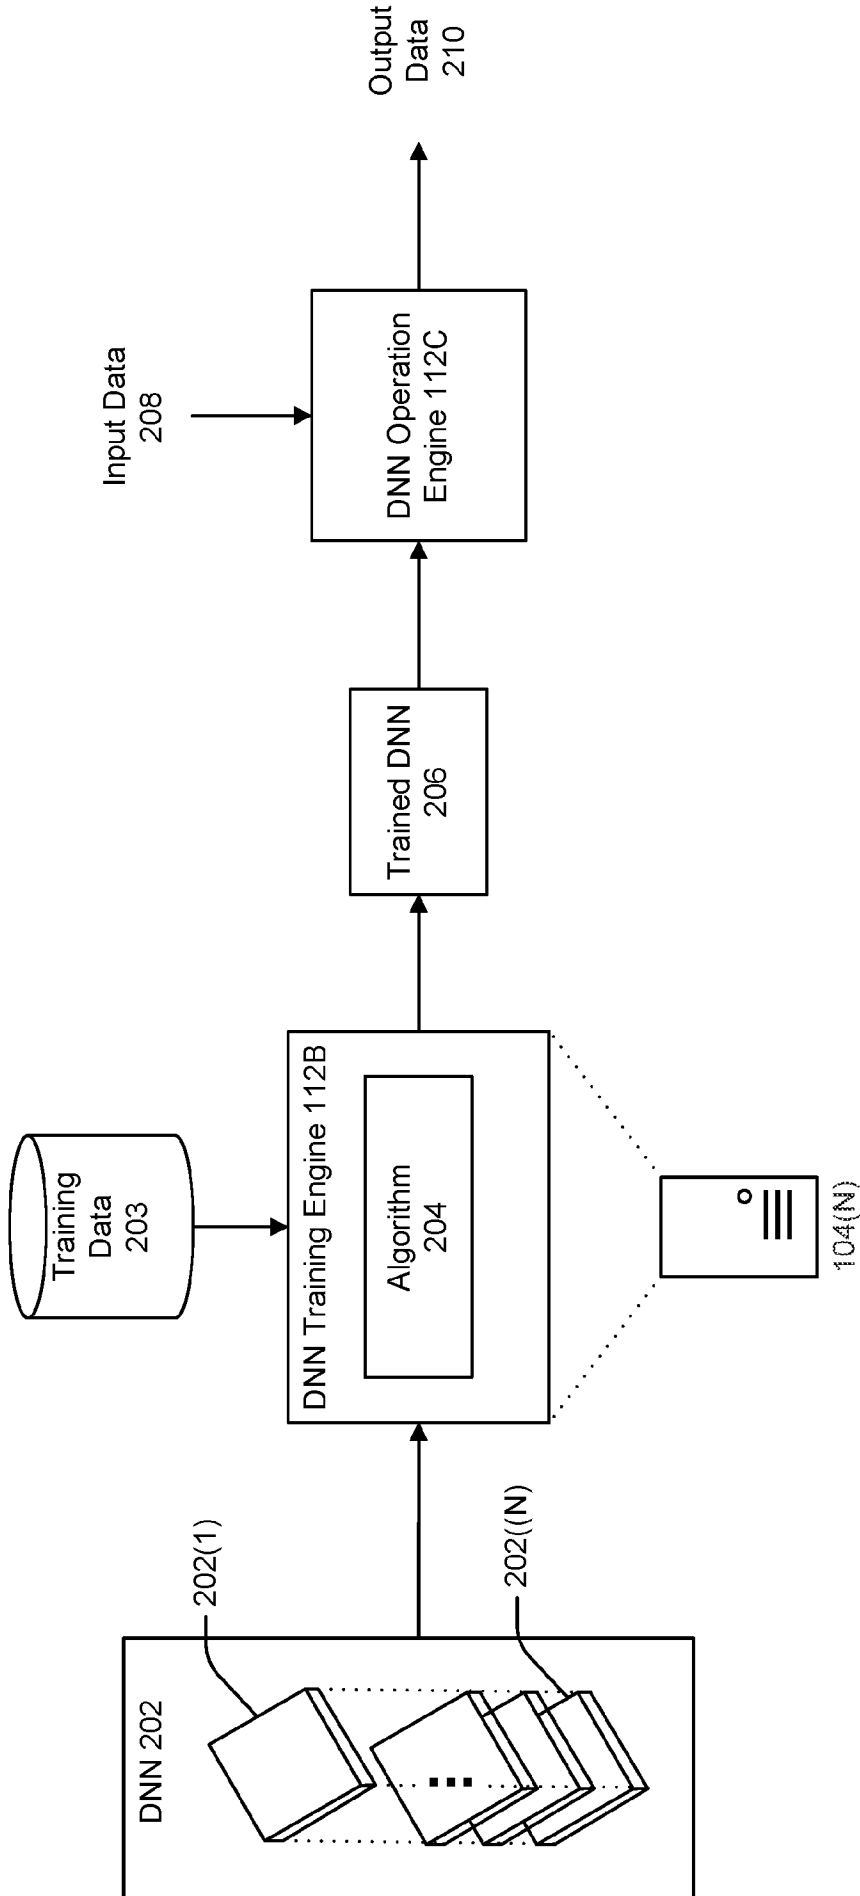 DNN 202
202(1)
202((N)
Training
Data
203
DNN Training Engine 112B
Algorithm
204
104(N)
Trained DNN
206
Input Data
208
DNN Operation
Engine 112C
Output
Data
210